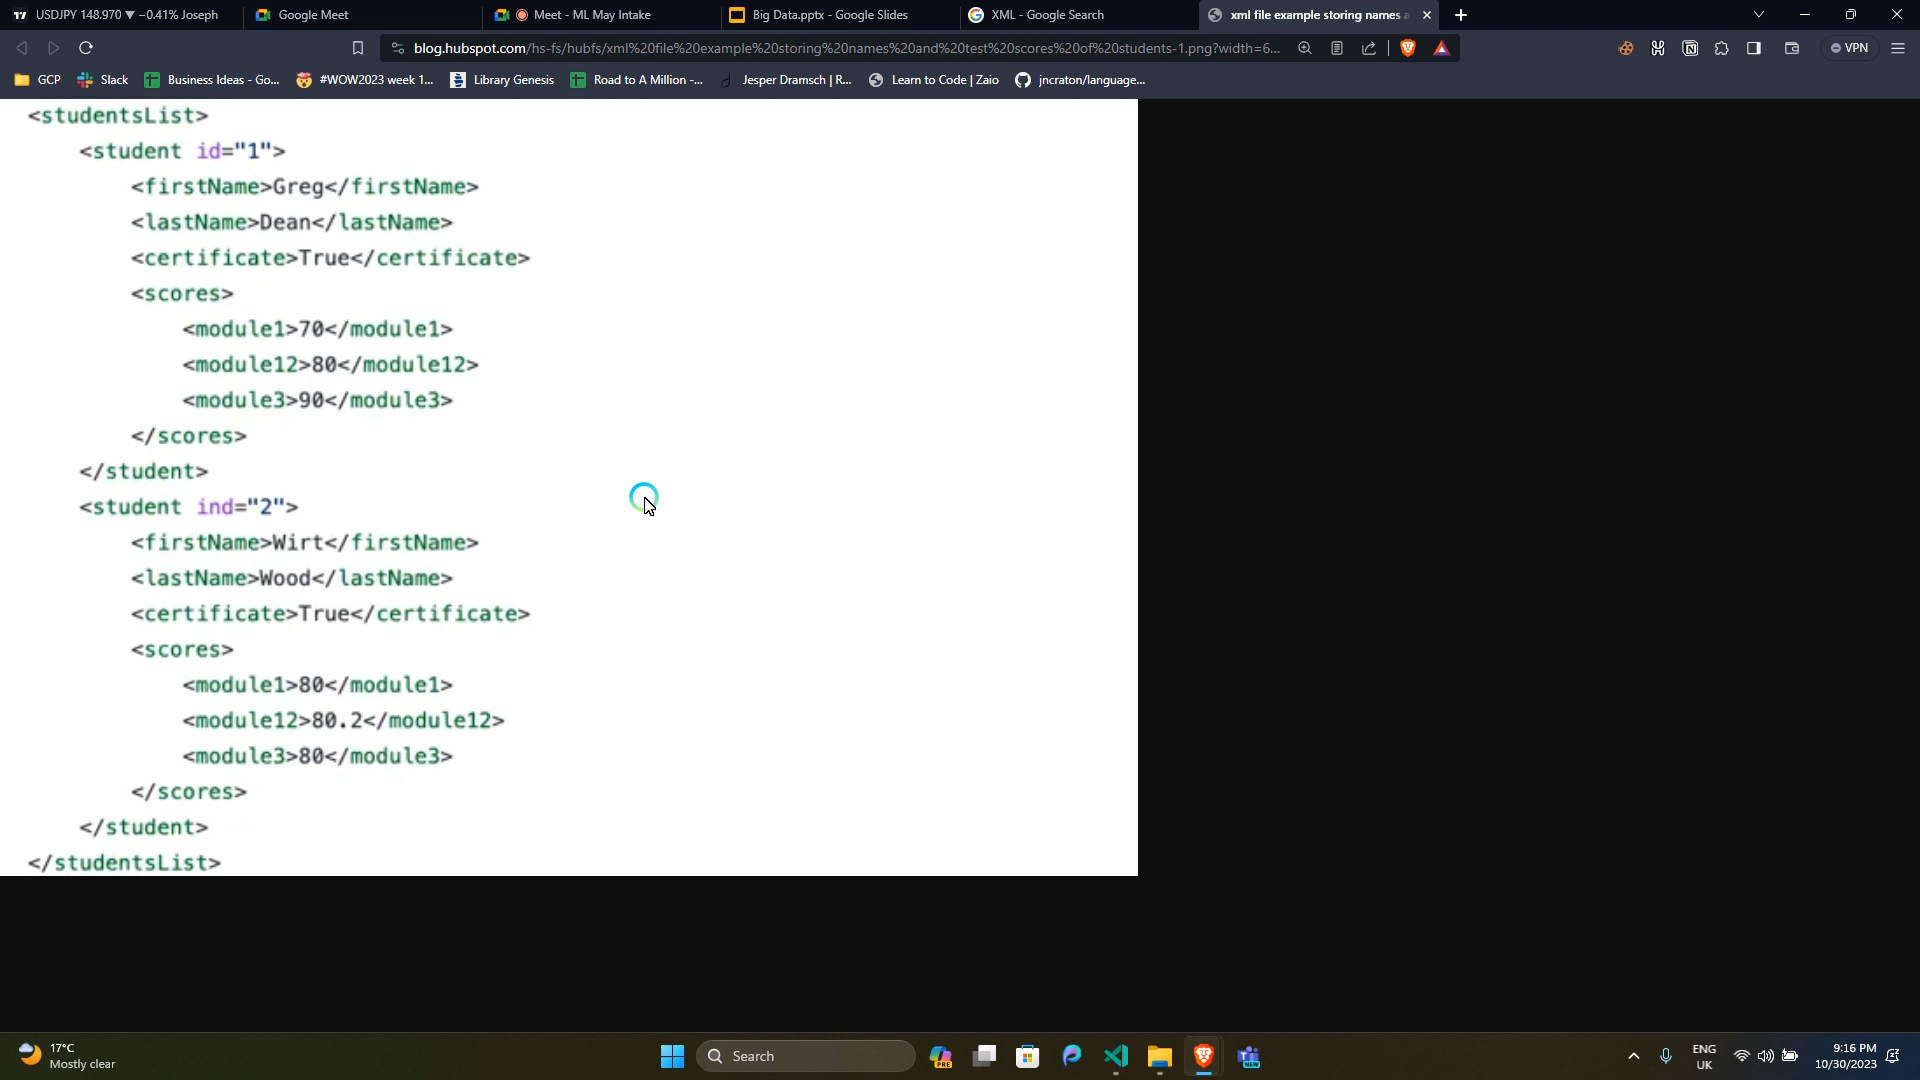 USDJPY 148.970 ▼ −0.41% Joseph
Google Meet
Meet - ML May Intake
Big Data.pptx - Google Slides
XML - Google Search
xml file example storing names a
blog.hubspot.com/hs-fs/hubfs/xml%20file%20example%20storing%20names%20and%20test%20scores%20of%20students-1.png?width=6...
VPN
GCP
Slack
Business Ideas - Go...
#WOW2023 week 1...
Library Genesis
Road to A Million -...
Jesper Dramsch | R...
Learn to Code | Zaio
jncraton/language...
<studentsList>
<student id="1">
<firstName>Greg</firstName>
<lastName>Dean</lastName>
<certificate>True</certificate>
<scores>
<module1>70</module1>
<module12>80</module12>
<module3>90</module3>
</scores>
</student>
<student ind="2">
<firstName>Wirt</firstName>
<lastName>Wood</lastName>
<certificate>True</certificate>
<scores>
<module1>80</module1>
<module12>80.2</module12>
<module3>80</module3>
</scores>
</student>
</studentsList>
17°C
Mostly clear
Search
PRE
NEW
ENG
UK
9:16 PM
10/30/2023